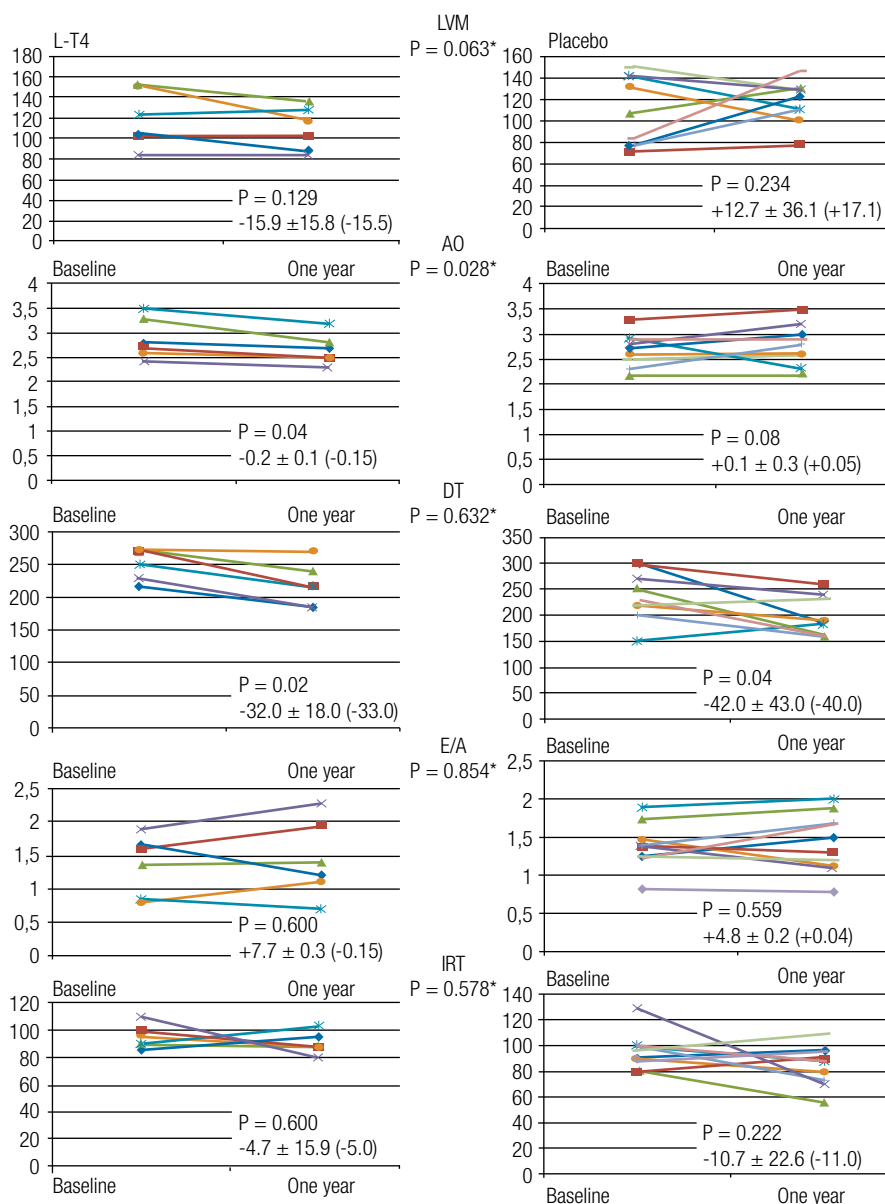 LVM
P = 0.063*
L-T4
180
160
140
120
100
80
60
40
20
0
P = 0.129
-15.9 ±15.8 (-15.5)
Baseline
One year
Placebo
160
140
120
100
80
60
40
20
0
P = 0.234
+12.7 ± 36.1 (+17.1)
Baseline
One year
AO
P = 0.028*
4
3,5
3
2,5
2
1,5
1
0,5
0
P = 0.04
-0.2 ± 0.1 (-0.15)
Baseline
One year
4
3,5
3
2,5
2
1,5
1
0,5
0
P = 0.08
+0.1 ± 0.3 (+0.05)
Baseline
One year
DT
P = 0.632*
300
250
200
150
100
50
0
P = 0.02
-32.0 ± 18.0 (-33.0)
Baseline
One year
350
300
250
200
150
100
50
0
P = 0.04
-42.0 ± 43.0 (-40.0)
Baseline
One year
E/A
P = 0.854*
2,5
2
1,5
1
0,5
0
P = 0.600
+7.7 ± 0.3 (-0.15)
Baseline
One year
2,5
2
1,5
1
0,5
0
P = 0.559
+4.8 ± 0.2 (+0.04)
Baseline
One year
IRT
P = 0.578*
120
100
80
60
40
20
0
P = 0.600
-4.7 ± 15.9 (-5.0)
Baseline
One year
140
120
100
80
60
40
20
0
P = 0.222
-10.7 ± 22.6 (-11.0)
Baseline
One year